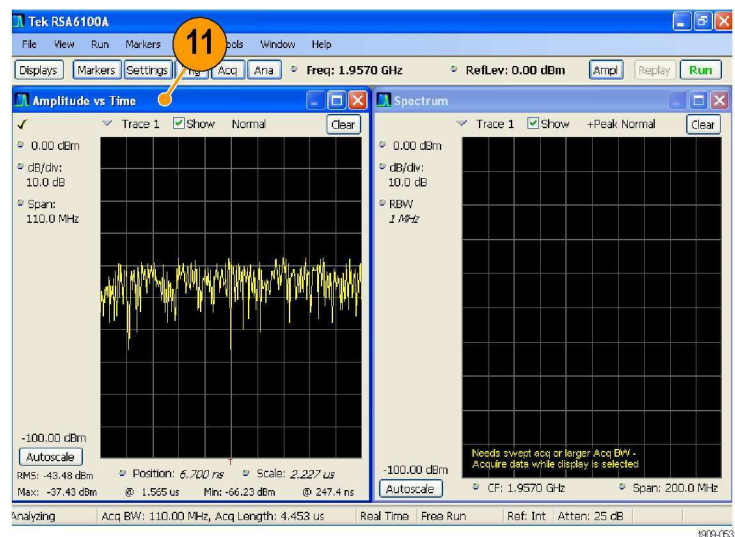 Tek RSA6100A
File View Run Markers ools Window Help
11
Displays Markers Settings Trig Acq Ana Freq: 1.9570 GHz RefLev: 0.00 dBm Ampl Replay Run
Amplitude vs Time
Trace 1 Show Normal Clear
0.00 dBm
dB/div:
10.0 dB
Span:
110.0 MHz
-100.00 dBm
Autoscale
Position: 6.700 ns Scale: 2.227 us
RMS: -43.48 dBm
Max: -37.43 dBm @ 1.565 us Min: -66.23 dBm @ 247.4 ns
Spectrum
Trace 1 Show +Peak Normal Clear
0.00 dBm
dB/div:
10.0 dB
RBW
1 MHz
Needs swept acq or larger Acq BW -
Acquire data while display is selected
-100.00 dBm
Autoscale CF: 1.9570 GHz Span: 200.0 MHz
Analyzing Acq BW: 110.00 MHz, Acq Length: 4.453 us Real Time Free Run Ref: Int Atten: 25 dB
1909-053